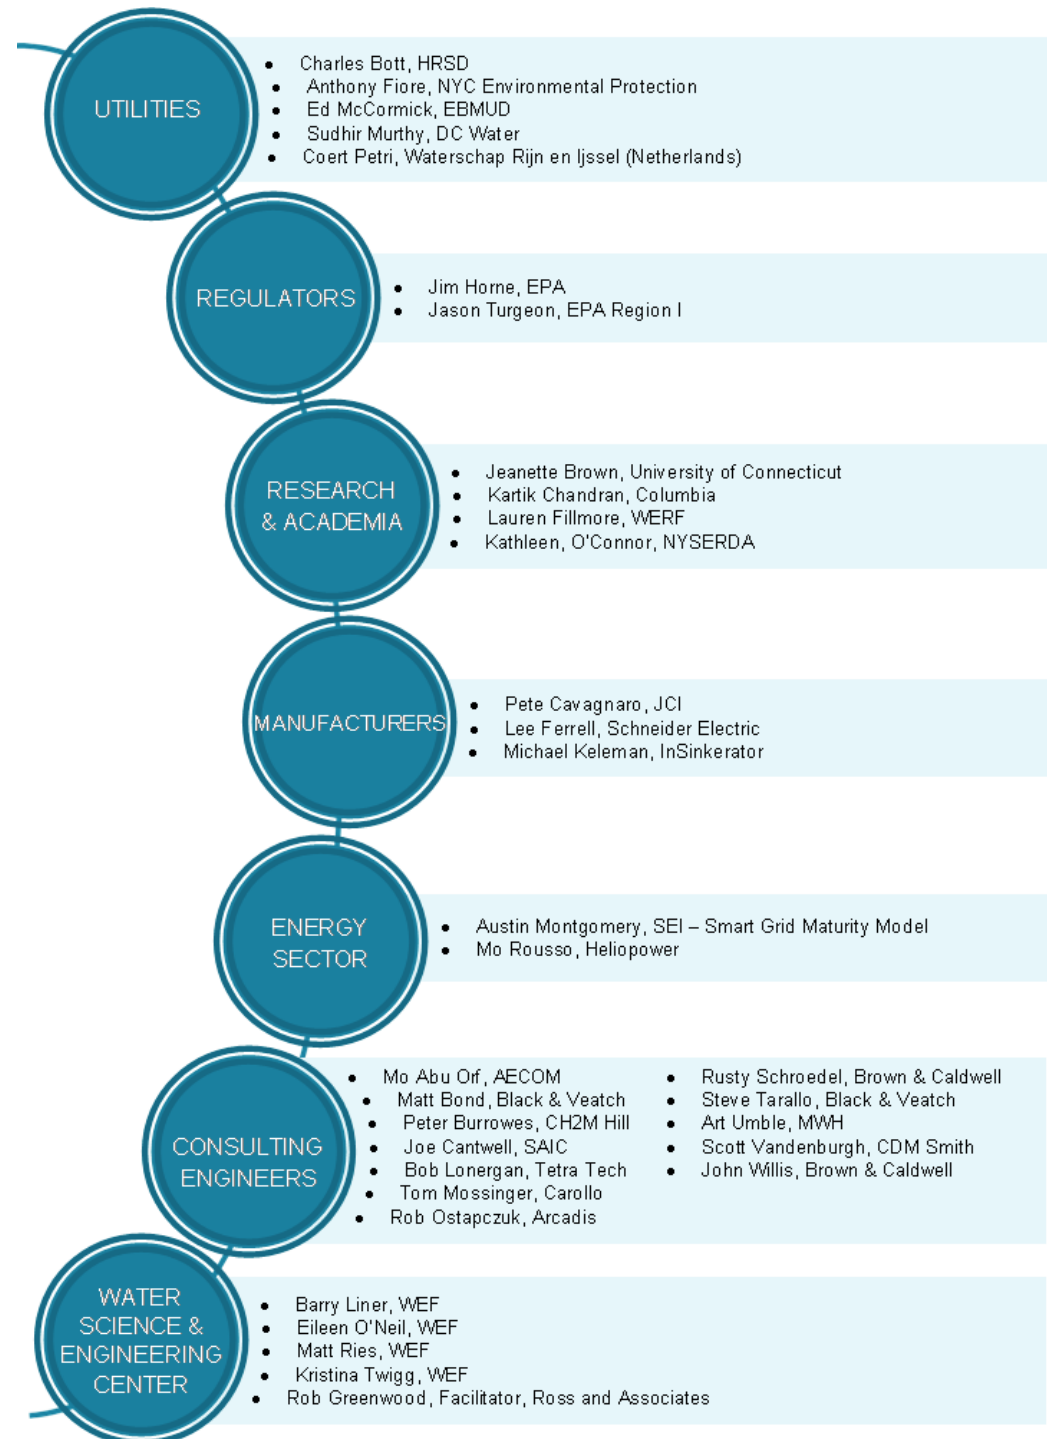 UTILITIES
• Charles Bott, HRSD
• Anthony Fiore, NYC Environmental Protection
• Ed McCormick, EBMUD
• Sudhir Murthy, DC Water
• Coert Petri, Waterschap Rijn en Ijssel (Netherlands)
REGULATORS
• Jim Horne, EPA
• Jason Turgeon, EPA Region I
RESEARCH
& ACADEMIA
• Jeanette Brown, University of Connecticut
• Kartik Chandran, Columbia
• Lauren Fillmore, WERF
• Kathleen, O'Connor, NYSERDA
MANUFACTURERS
• Pete Cavagnaro, JCI
• Lee Ferrell, Schneider Electric
• Michael Keleman, InSinkerator
ENERGY
SECTOR
• Austin Montgomery, SEI – Smart Grid Maturity Model
• Mo Rousso, Heliopower
CONSULTING
ENGINEERS
• Mo Abu Orf, AECOM
• Matt Bond, Black & Veatch
• Peter Burrowes, CH2M Hill
• Joe Cantwell, SAIC
• Bob Lonergan, Tetra Tech
• Tom Mossinger, Carollo
• Rob Ostapczuk, Arcadis
• Rusty Schroedel, Brown & Caldwell
• Steve Tarallo, Black & Veatch
• Art Umble, MWH
• Scott Vandenburgh, CDM Smith
• John Willis, Brown & Caldwell
WATER
SCIENCE &
ENGINEERING
CENTER
• Barry Liner, WEF
• Eileen O'Neil, WEF
• Matt Ries, WEF
• Kristina Twigg, WEF
• Rob Greenwood, Facilitator, Ross and Associates